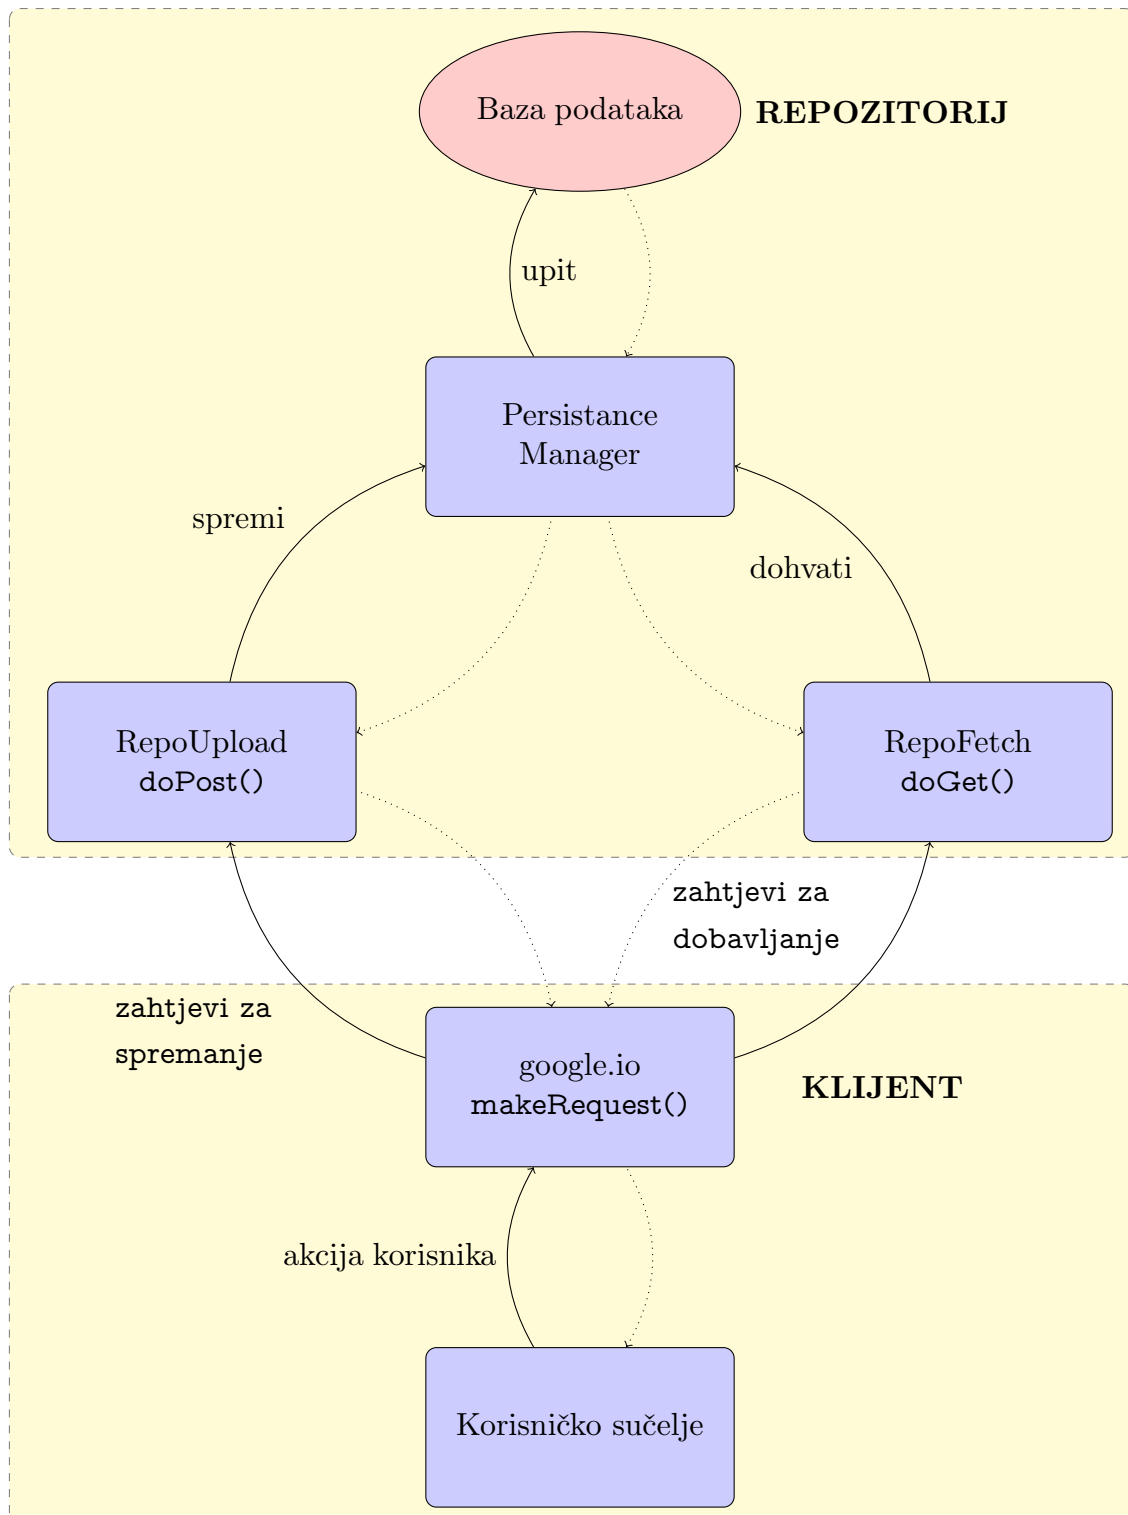 Baza podataka
REPOZITORIJ
upit
Persistance
Manager
spremi
dohvati
RepoUpload
doPost()
RepoFetch
doGet()
zahtjevi za
dobavljanje
zahtjevi za
spremanje
google.io
makeRequest()
KLIJENT
akcija korisnika
Korisničko sučelje